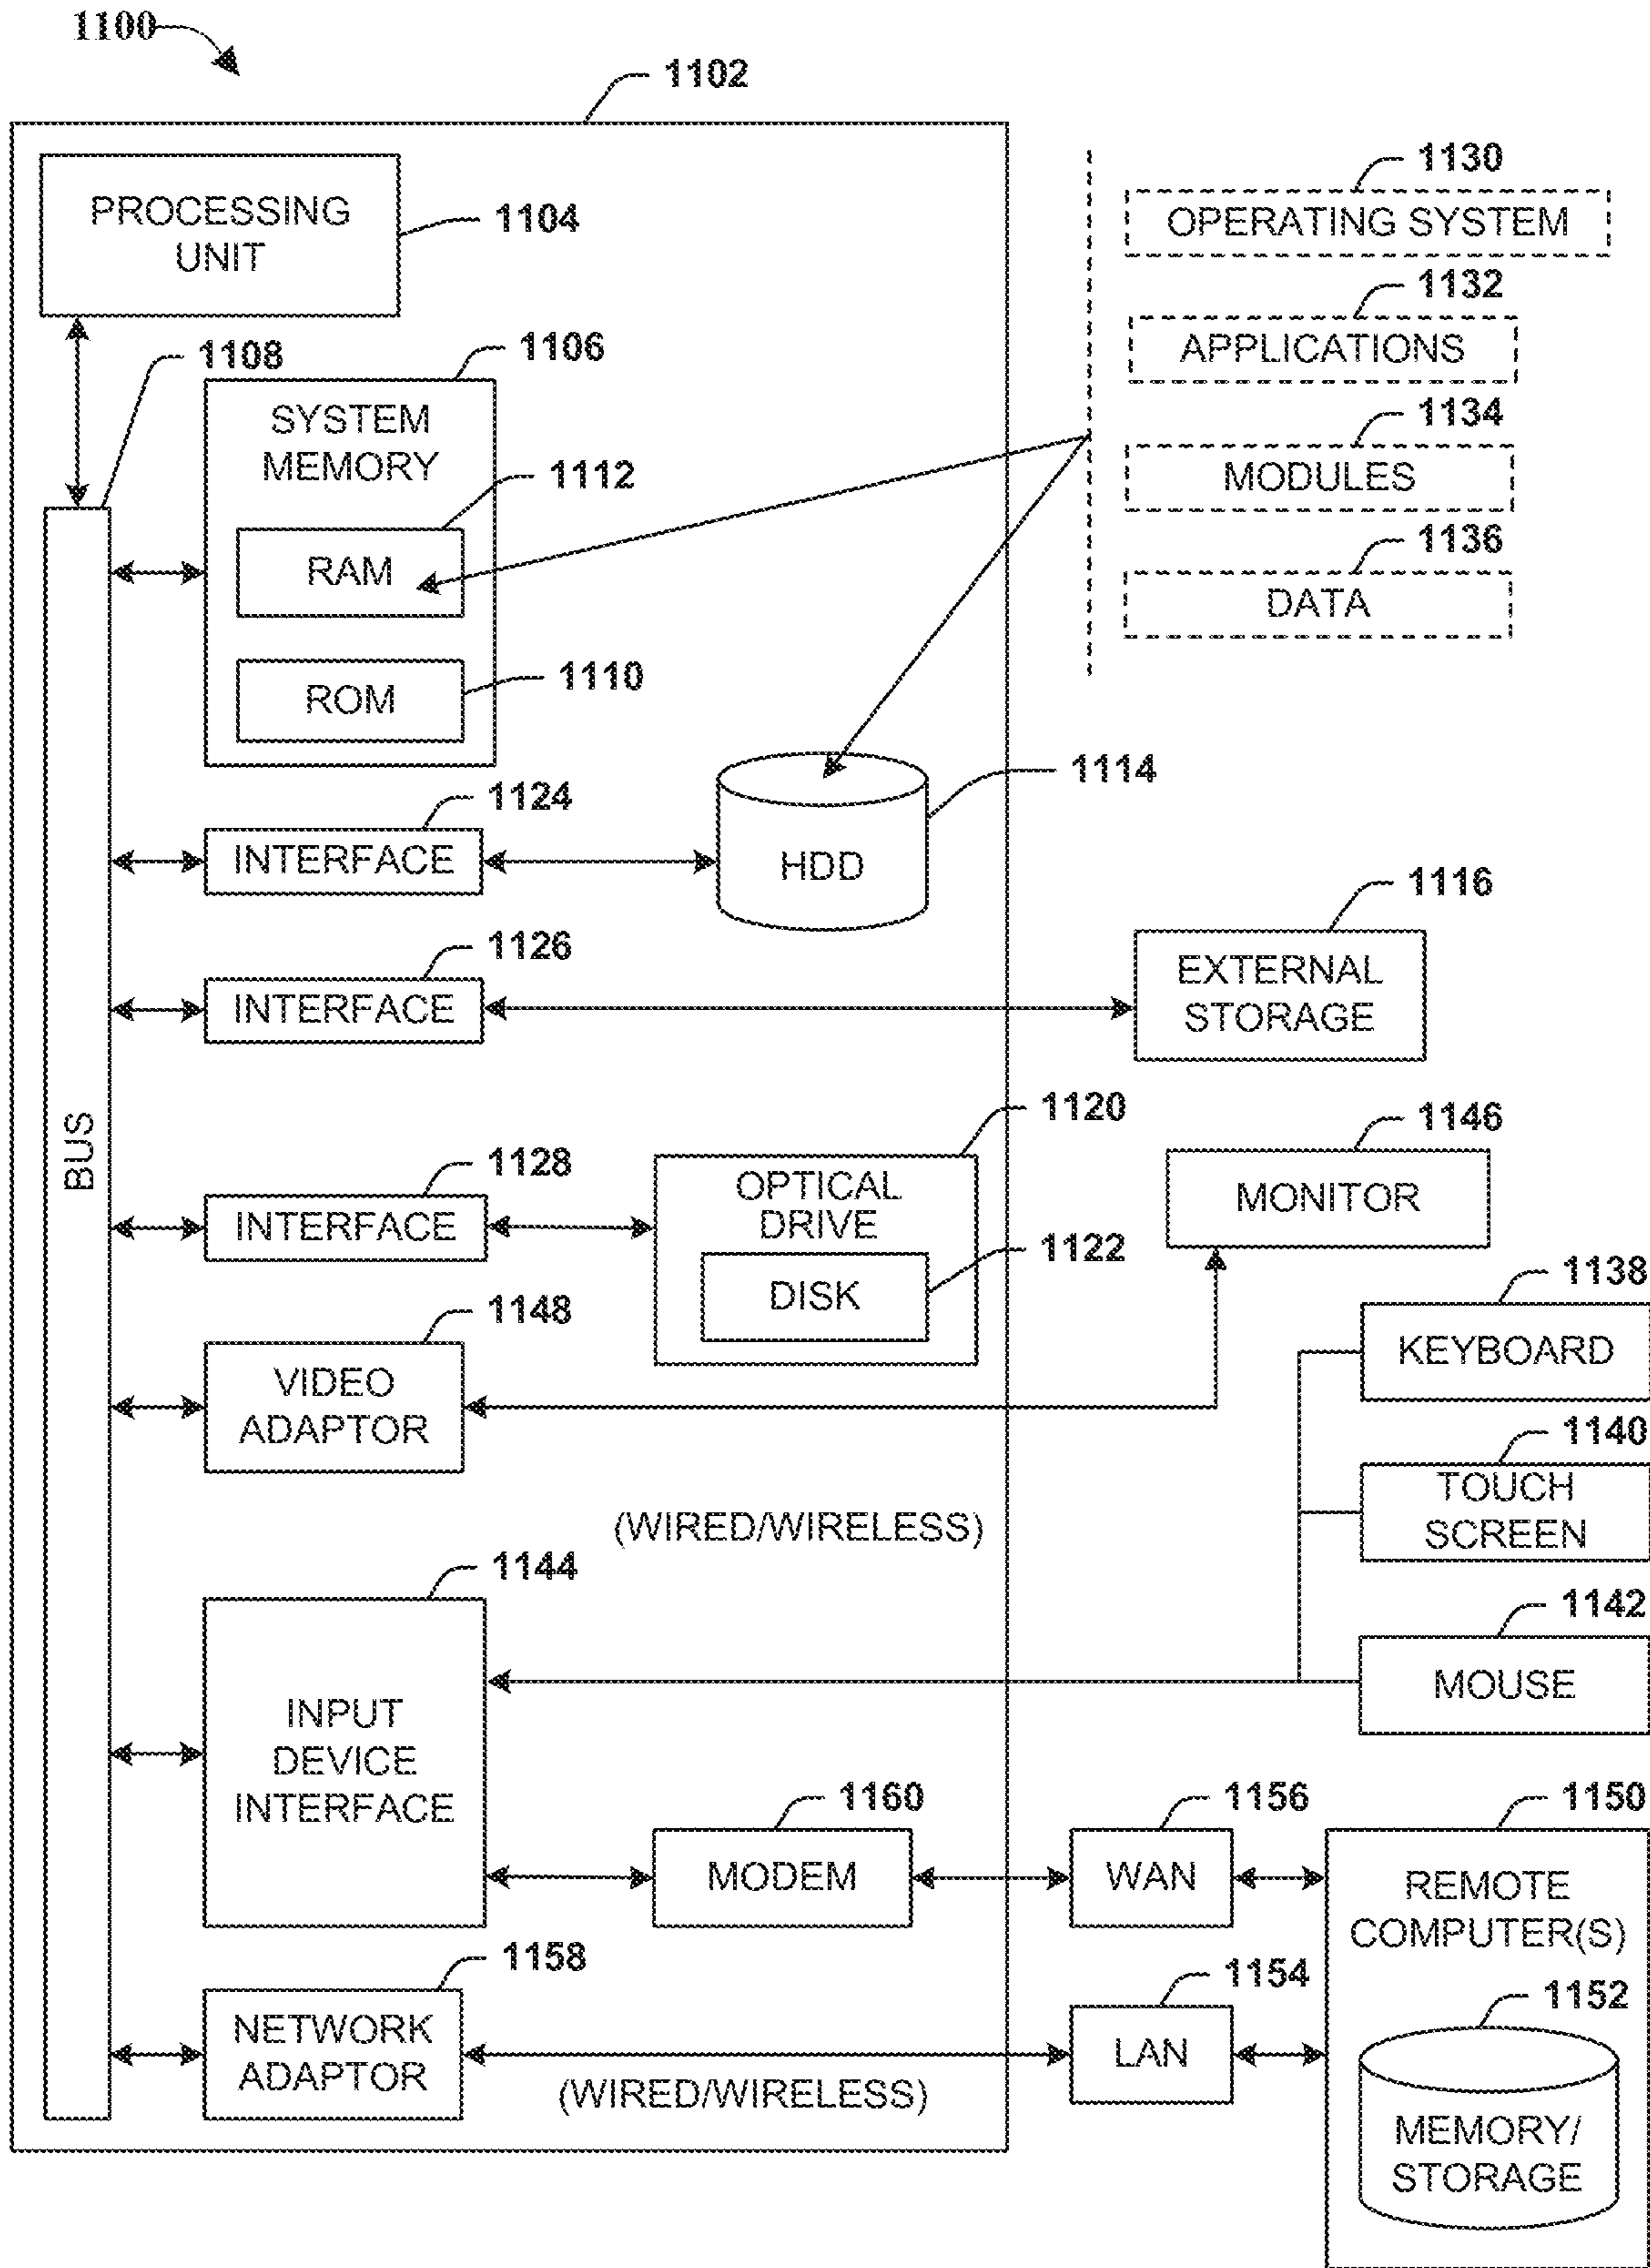 1100
1102
PROCESSING
UNIT
1104
1130
OPERATING SYSTEM
1132
APPLICATIONS
1134
MODULES
1136
DATA
1108
1106
SYSTEM
MEMORY
1112
RAM
1110
ROM
1124
INTERFACE
1114
HDD
1126
INTERFACE
1116
EXTERNAL
STORAGE
BUS
1128
INTERFACE
1120
OPTICAL
DRIVE
1122
DISK
1146
MONITOR
1148
VIDEO
ADAPTOR
1138
KEYBOARD
1140
TOUCH
SCREEN
(WIRED/WIRELESS)
1144
INPUT
DEVICE
INTERFACE
1142
MOUSE
1160
MODEM
1156
WAN
1150
REMOTE
COMPUTER(S)
1158
NETWORK
ADAPTOR
(WIRED/WIRELESS)
1154
LAN
1152
MEMORY/
STORAGE